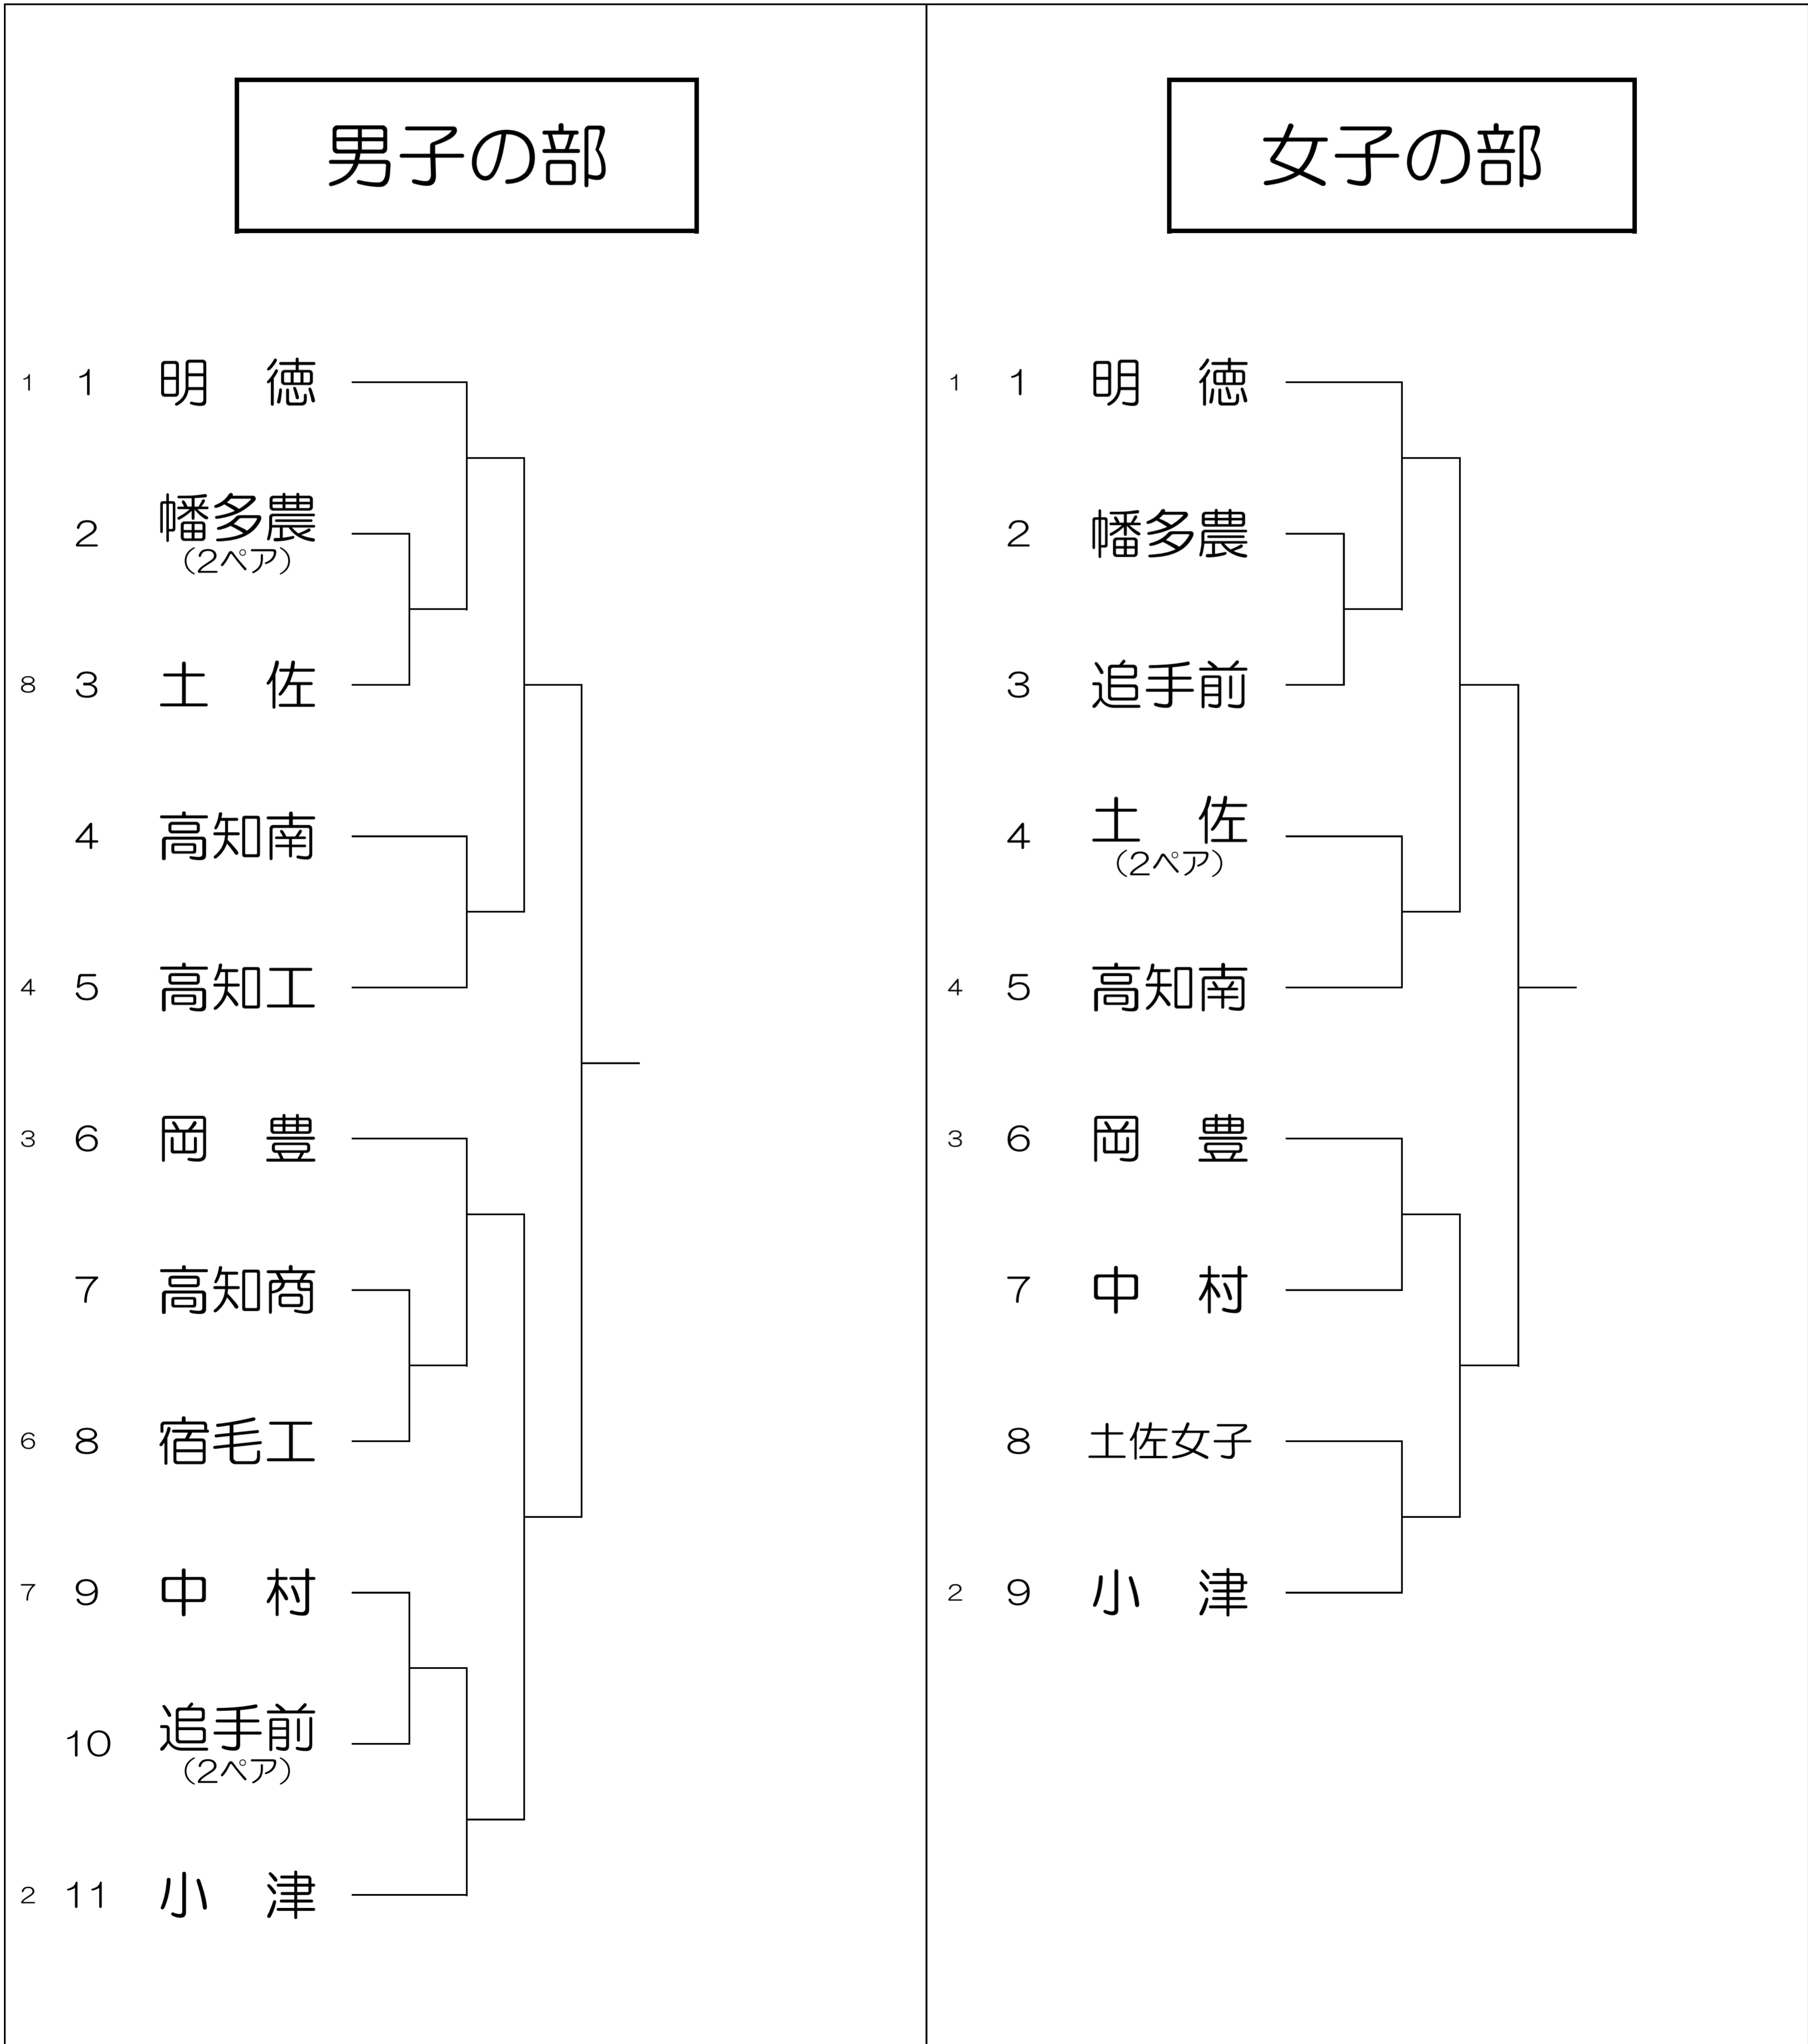 男子の部
1 1 明 徳
2 幡多農
(2ペア)
8 3 土 佐
4 高知南
4 5 高知工
3 6 岡 豊
7 高知商
6 8 宿毛工
7 9 中 村
10 追手前
(2ペア)
2 11 小 津
女子の部
1 1 明 徳
2 幡多農
3 追手前
4 土 佐
(2ペア)
4 5 高知南
3 6 岡 豊
7 中 村
8 土佐女子
2 9 小 津